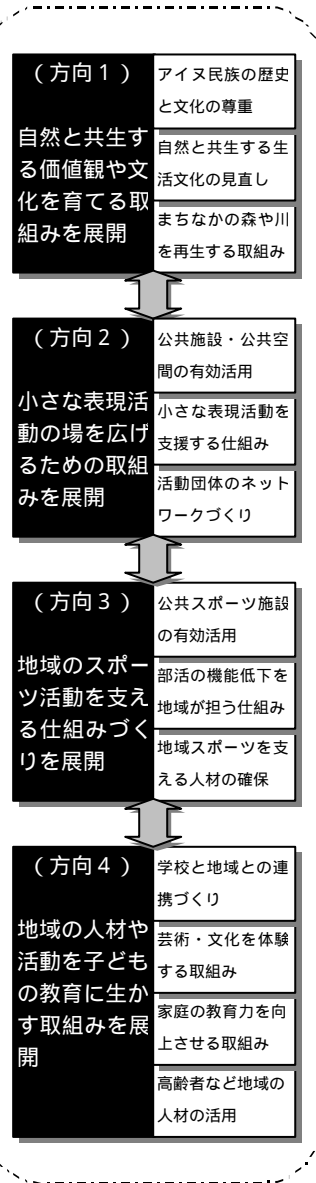 （方向１）
自然と共生す
る価値観や文
化を育てる取
組みを展開
アイヌ民族の歴史
と文化の尊重
自然と共生する生
活文化の見直し
まちなかの森や川
を再生する取組み
（方向２）
小さな表現活
動の場を広げ
るための取組
みを展開
公共施設・公共空
間の有効活用
小さな表現活動を
支援する仕組み
活動団体のネット
ワークづくり
（方向３）
地域のスポー
ツ活動を支え
る仕組みづく
りを展開
公共スポーツ施設
の有効活用
部活の機能低下を
地域が担う仕組み
地域スポーツを支
える人材の確保
（方向４）
地域の人材や
活動を子ども
の教育に生か
す取組みを展
開
学校と地域との連
携づくり
芸術・文化を体験
する取組み
家庭の教育力を向
上させる取組み
高齢者など地域の
人材の活用